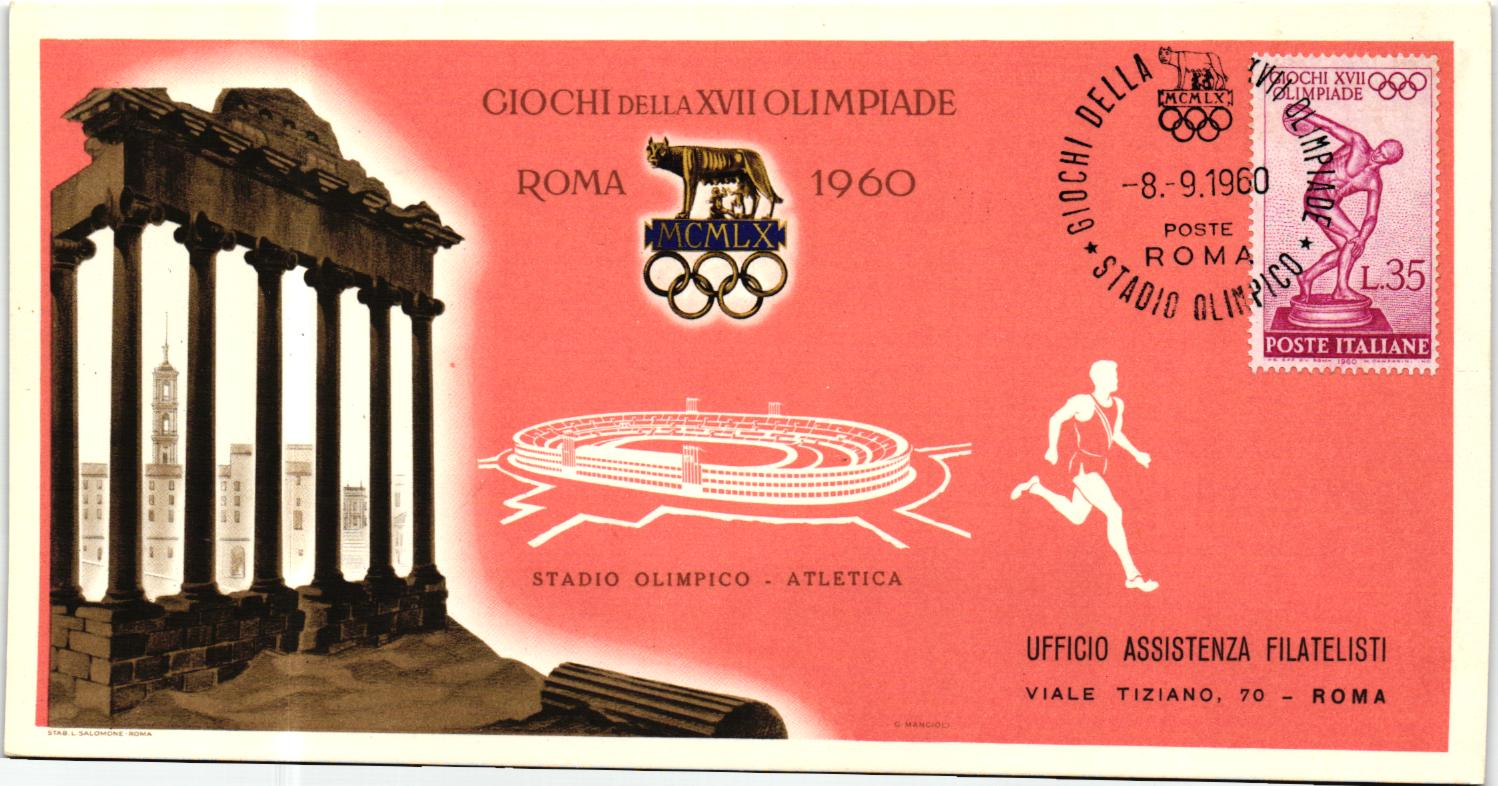 GIOCHI DELLA XVII OLIMPIADE
ROMA 1960
MCMLX
GIOCHI DELLA XVII OLIMPIADE
MCMLX
-8.-9.1960
POSTE
ROMA
★ STADIO OLIMPICO ★
GIOCHI XVII
OLIMPIADE
L.35
POSTE ITALIANE
1960
STADIO OLIMPICO - ATLETICA
UFFICIO ASSISTENZA FILATELISTI
VIALE TIZIANO, 70 - ROMA
G. MANCIOLI
STAB. L. SALOMONE - ROMA